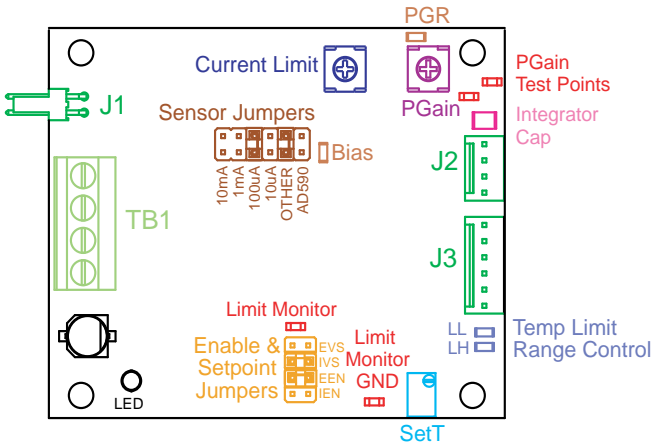 PGR
Current Limit
PGain
PGain
Test Points
J1
Sensor Jumpers
Integrator
Cap
Bias
10mA
1mA
100uA
10uA
OTHER
AD590
J2
TB1
J3
Limit Monitor
LL
LH
Temp Limit
Range Control
Enable &
Setpoint
Jumpers
EVS
IVS
EEN
IEN
Limit
Monitor
GND
LED
SetT